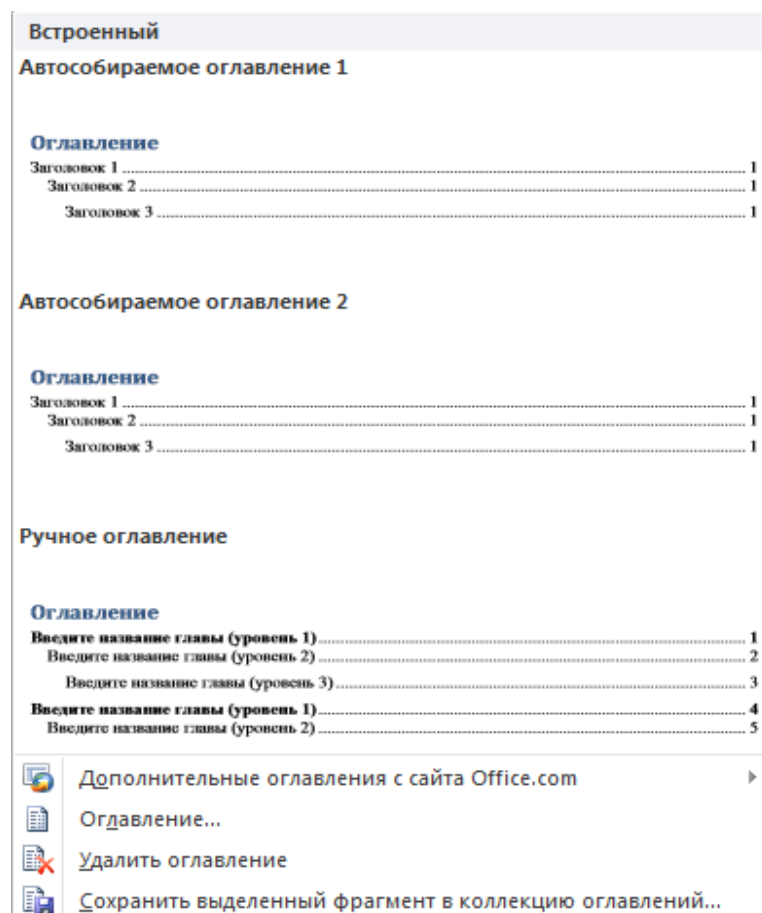 Встроенный
Автособираемое оглавление 1
Оглавление
Заголовок 1 ........ 1
Заголовок 2 ........ 1
Заголовок 3 ........ 1
Автособираемое оглавление 2
Оглавление
Заголовок 1 ........ 1
Заголовок 2 ........ 1
Заголовок 3 ........ 1
Ручное оглавление
Оглавление
Введите название главы (уровень 1) ........ 1
Введите название главы (уровень 2) ........ 2
Введите название главы (уровень 3) ........ 3
Введите название главы (уровень 1) ........ 4
Введите название главы (уровень 2) ........ 5
Дополнительные оглавления с сайта Office.com
Оглавление...
Удалить оглавление
Сохранить выделенный фрагмент в коллекцию оглавлений...